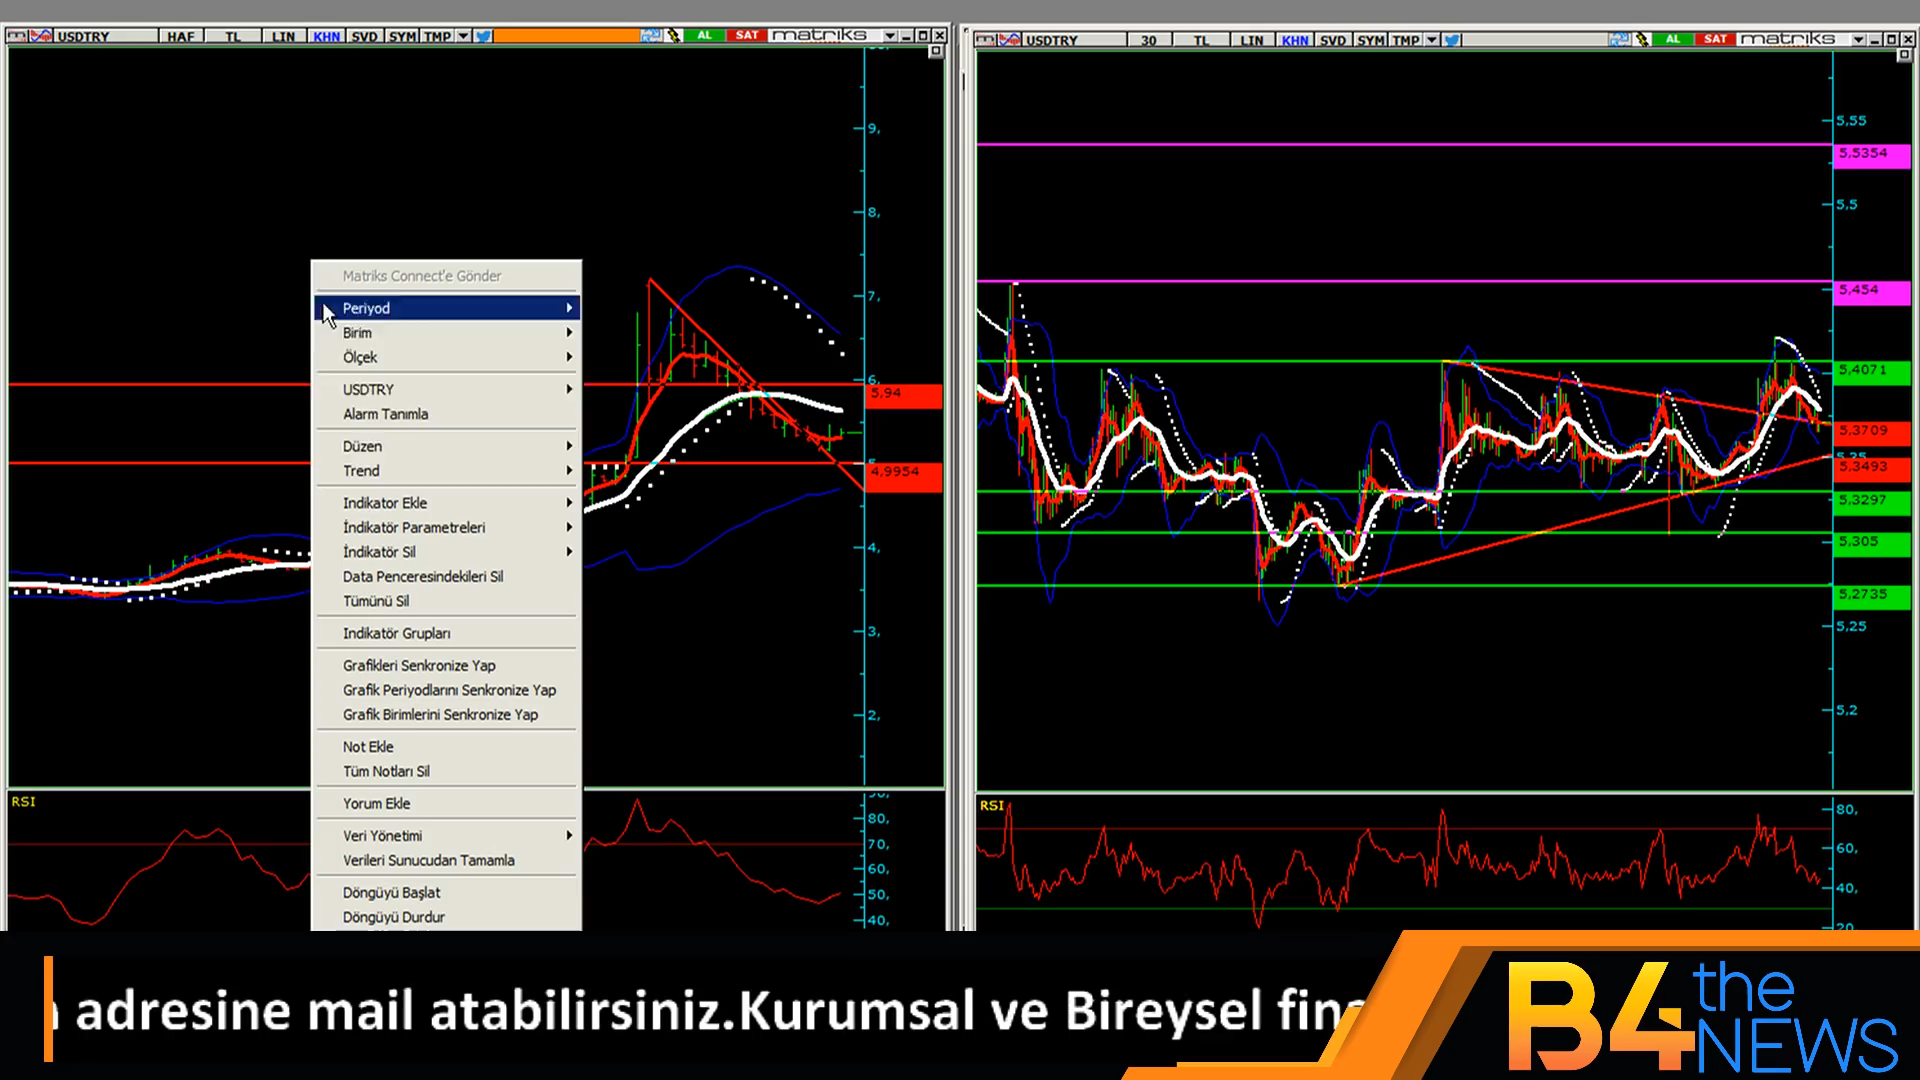 USDTRY HAF TL LIN KHN SVD SYM TMP AL SAT matriks
USDTRY 30 TL LIN KHN SVD SYM TMP AL SAT matriks
9,
8,
7,
6,
5,94
5,
4,9954
4,
3,
2,
Matriks Connect'e Gönder
Periyod
Birim
Ölçek
USDTRY
Alarm Tanımla
Düzen
Trend
Indikator Ekle
İndikatör Parametreleri
İndikatör Sil
Data Penceresindekileri Sil
Tümünü Sil
Indikatör Grupları
Grafikleri Senkronize Yap
Grafik Periyodlarını Senkronize Yap
Grafik Birimlerini Senkronize Yap
Not Ekle
Tüm Notları Sil
Yorum Ekle
Veri Yönetimi
Verileri Sunucudan Tamamla
Döngüyü Başlat
Döngüyü Durdur
RSI
80,
70,
60,
50,
40,
5,55
5,5354
5,5
5,454
5,4071
5,3709
5,35
5,3493
5,3297
5,305
5,2735
5,25
5,2
RSI
80,
60,
40,
20
adresine mail atabilirsiniz.Kurumsal ve Bireysel fin
B4 the NEWS